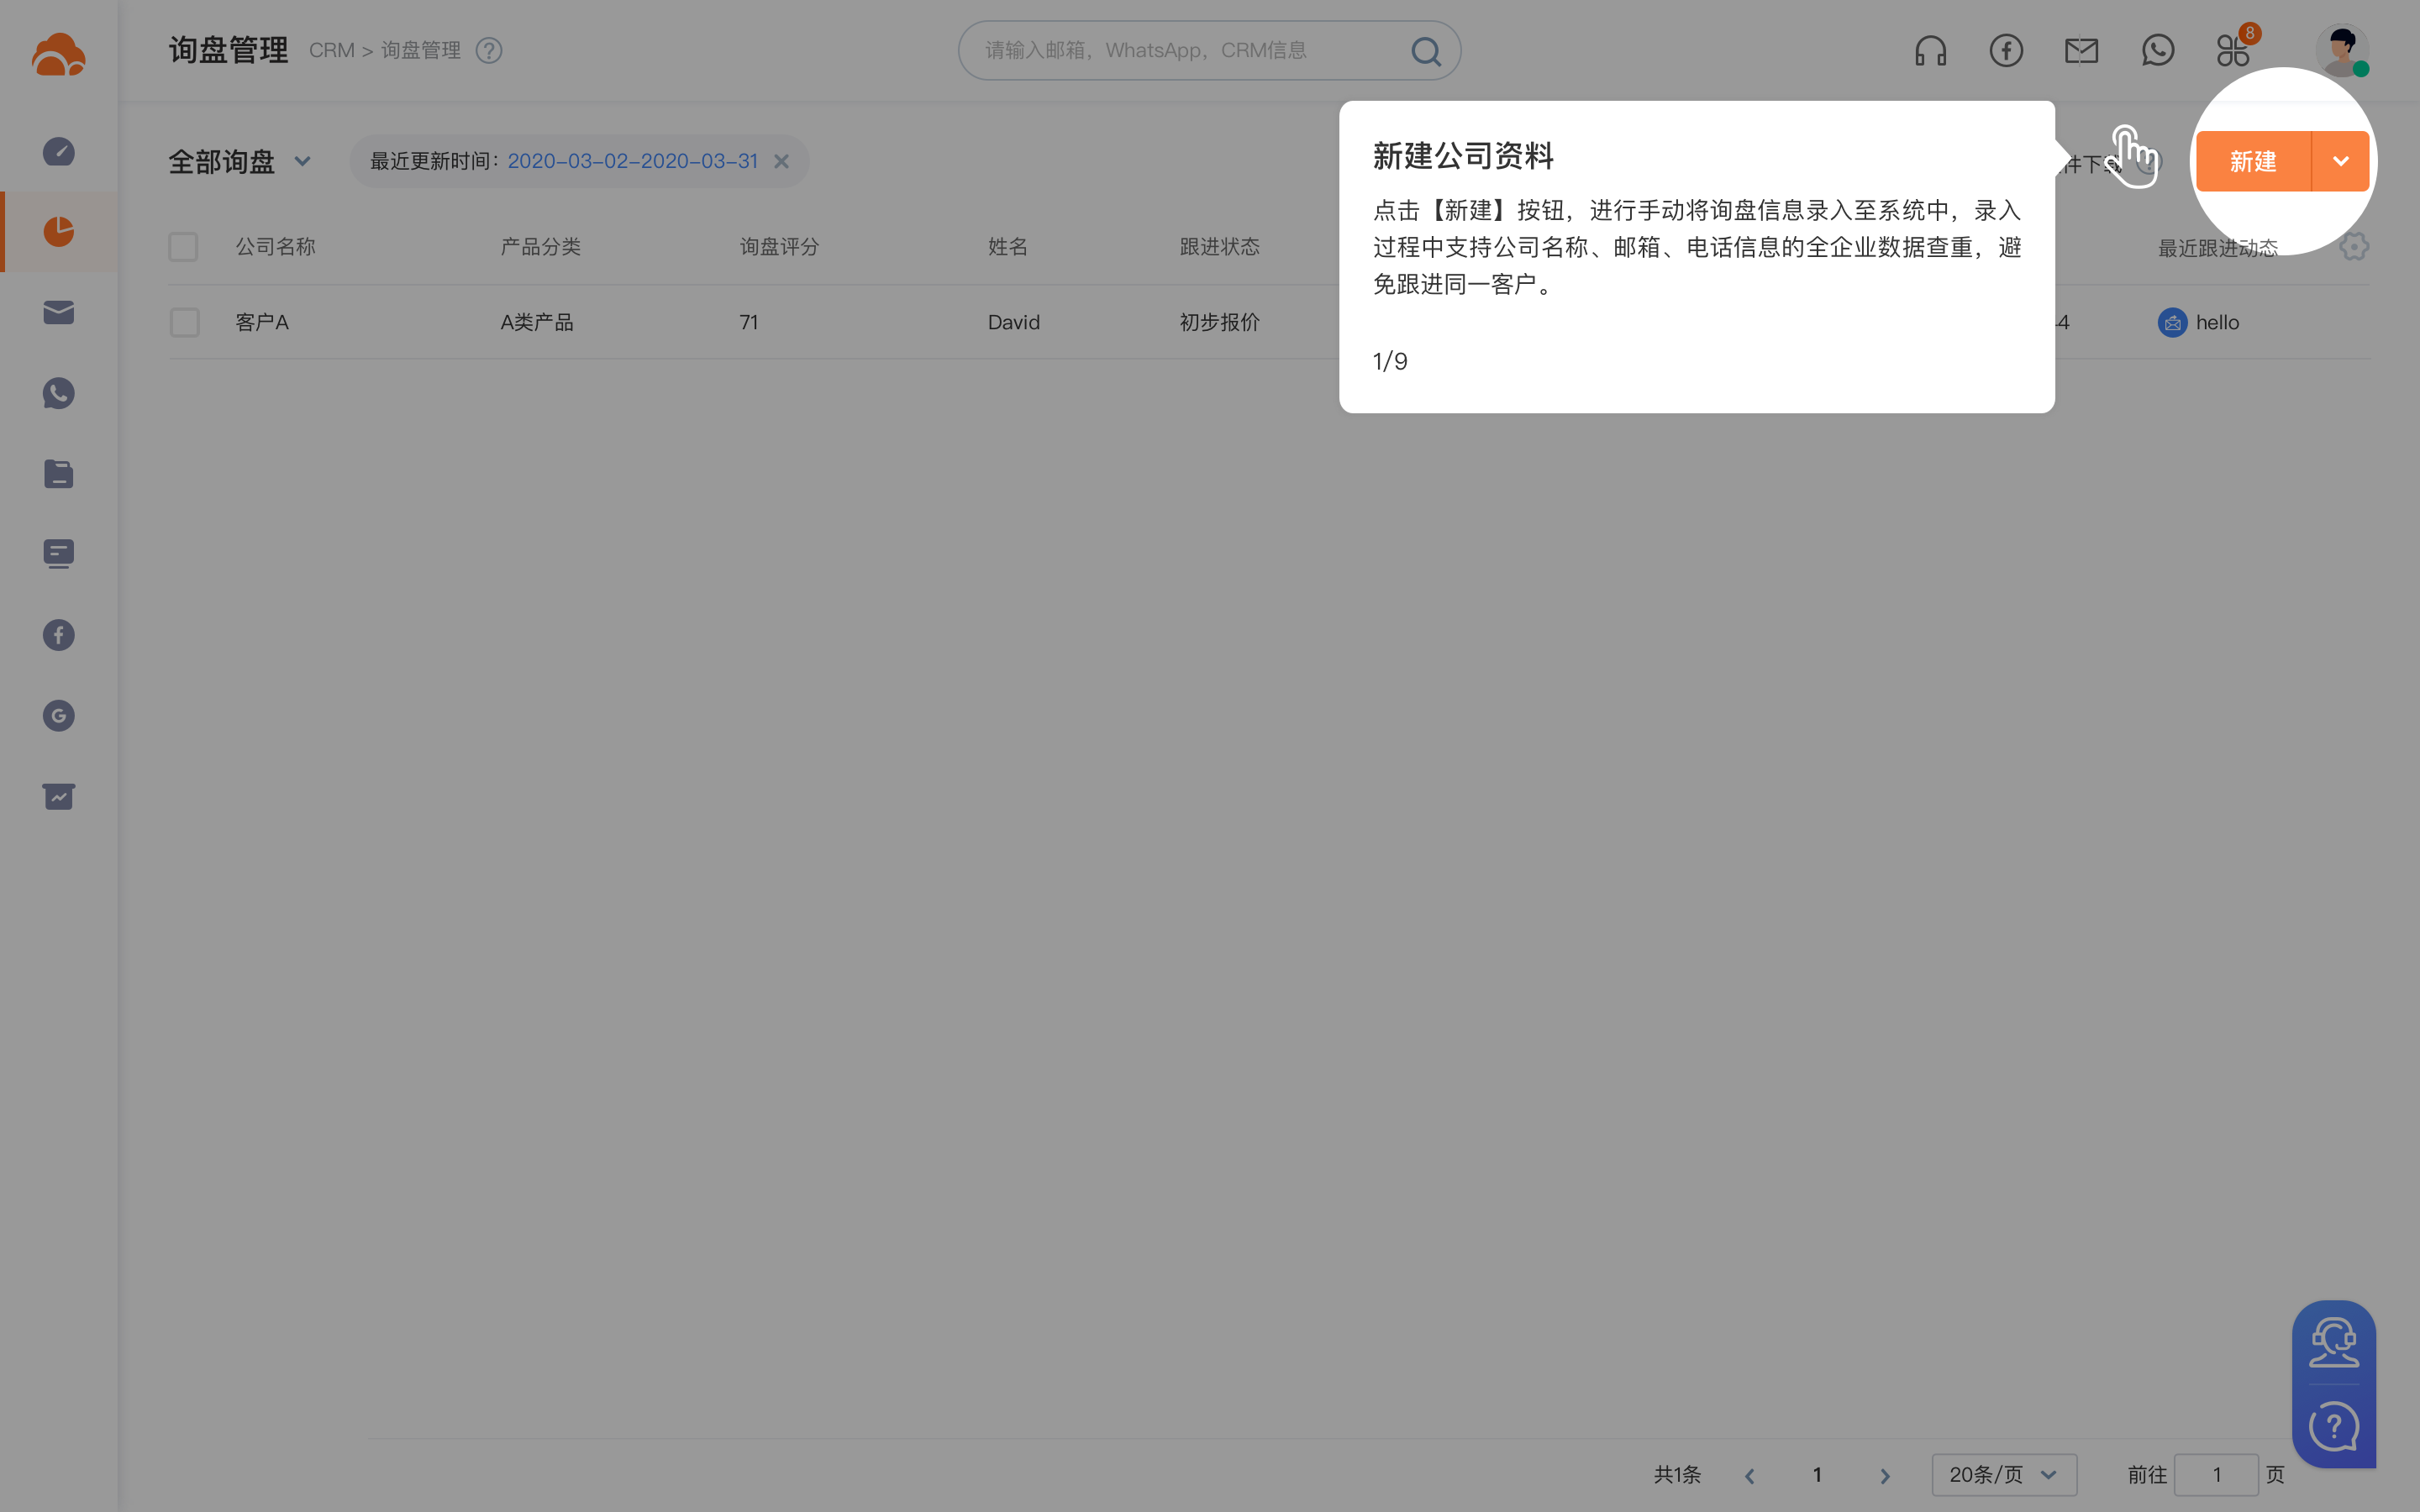 询盘管理 CRM > 询盘管理
请输入邮箱，WhatsApp，CRM信息
8
全部询盘 最近更新时间：2020-03-02-2020-03-31
件下载
新建
新建公司资料
点击【新建】按钮，进行手动将询盘信息录入至系统中，录入
过程中支持公司名称、邮箱、电话信息的全企业数据查重，避
免跟进同一客户。
1/9
公司名称 产品分类 询盘评分 姓名 跟进状态 最近跟进动态
客户A A类产品 71 David 初步报价 4 hello
共1条 1 20条/页 前往 1 页